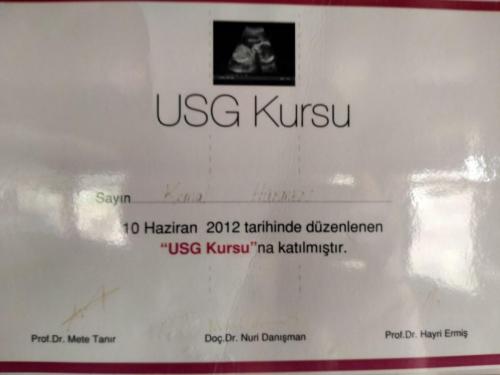 USG Kursu
Sayın
10 Haziran 2012 tarihinde düzenlenen
“USG Kursu”na katılmıştır.
Prof.Dr. Mete Tanır
Doç.Dr. Nuri Danışman
Prof.Dr. Hayri Ermiş